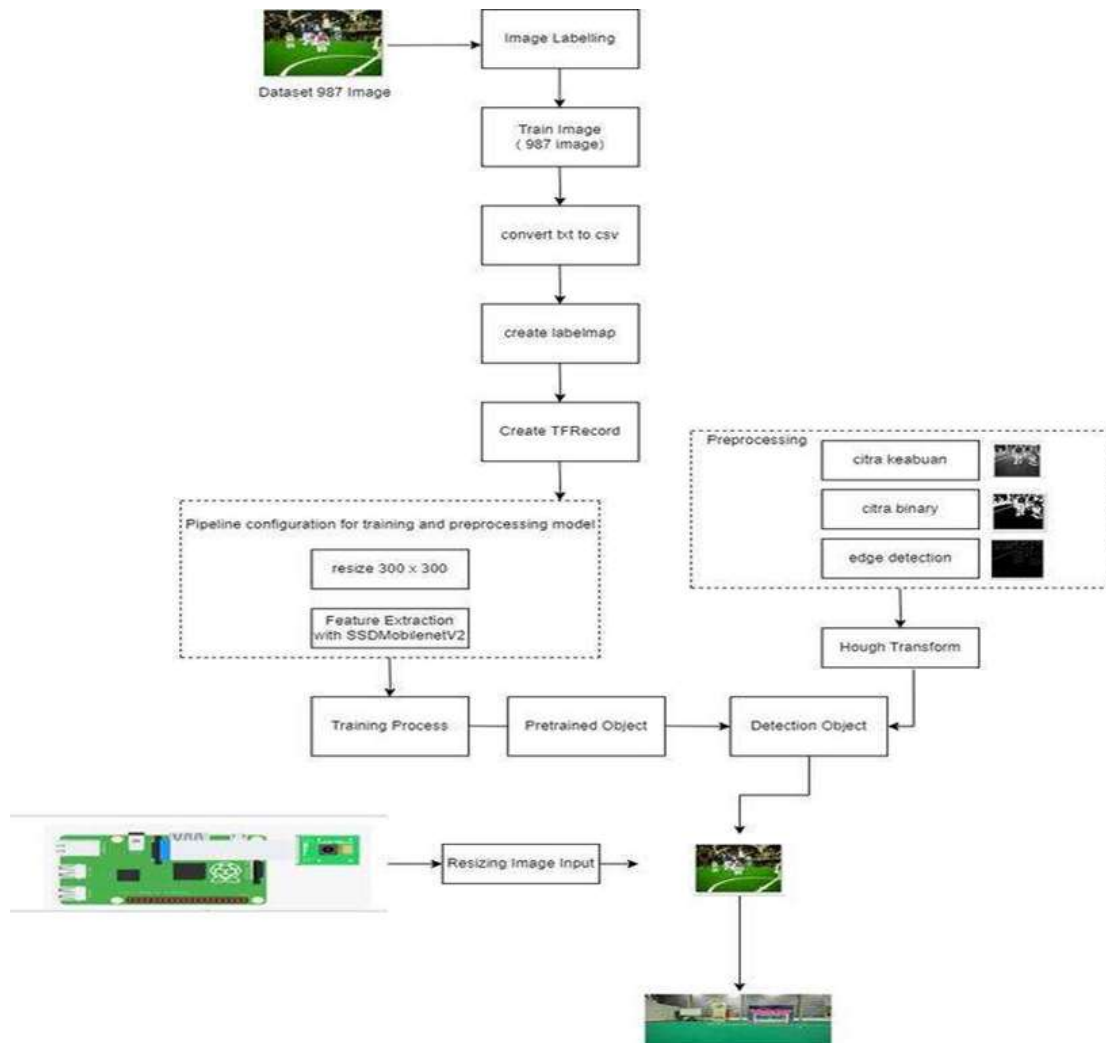 Image Labelling
Dataset 987 Image
Train Image
( 987 image)
convert txt to csv
create labelmap
Create TFRecord
Preprocessing
citra keabuan
citra binary
edge detection
Pipeline configuration for training and preprocessing model
resize 300 x 300
Feature Extraction
with SSDMobilenetV2
Hough Transform
Training Process
Pretrained Object
Detection Object
Resizing Image Input